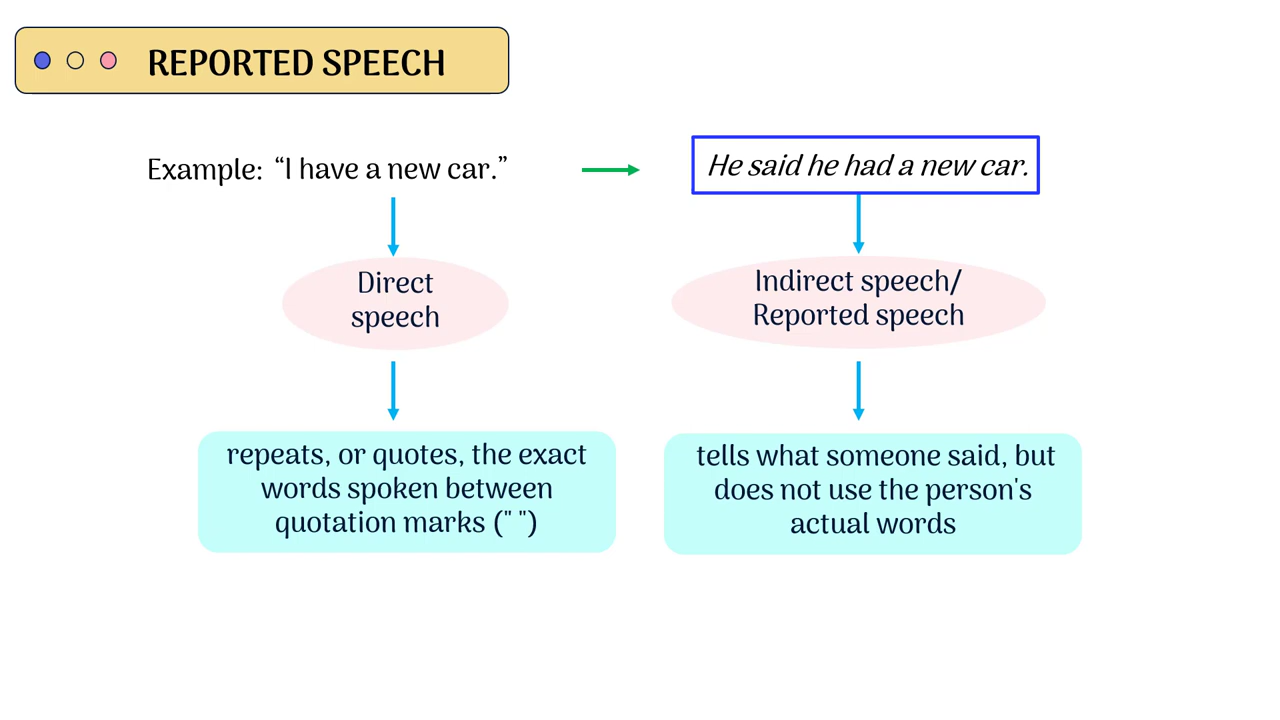 REPORTED SPEECH
Example: “I have a new car.”
He said he had a new car.
Direct
speech
Indirect speech/
Reported speech
repeats, or quotes, the exact
words spoken between
quotation marks (" ")
tells what someone said, but
does not use the person's
actual words